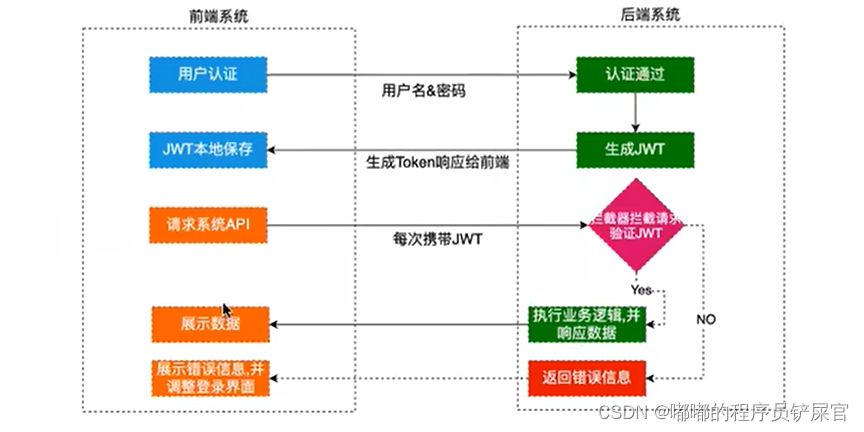 前端系统
后端系统
用户认证
认证通过
用户名&密码
JWT本地保存
生成JWT
生成Token响应给前端
请求系统API
拦截器拦截请求
验证JWT
每次携带JWT
Yes
NO
展示数据
执行业务逻辑,并
响应数据
展示错误信息,并
调整登录界面
返回错误信息
CSDN @嘟嘟的程序员铲屎官